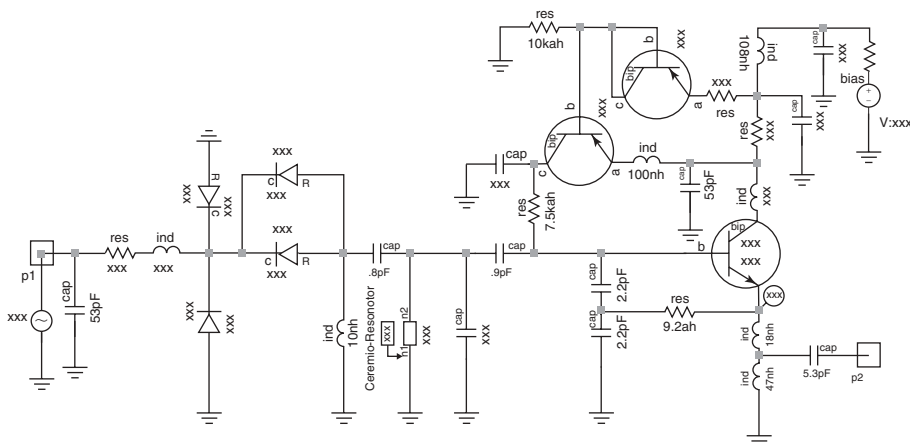 res
10kah
b
b
xxx
bip
c
a
xxx
res
108nh
ind
cap
xxx
bias
+
−
V:xxx
cap
xxx
res
xxx
xxx
bip
c
a
ind
100nh
cap
53pF
ind
xxx
cap
xxx
res
7.5kah
R
c
xxx
xxx
xxx
c
R
xxx
xxx
c
R
xxx
p1
xxx
cap
53pF
res
xxx
ind
xxx
xxx
ind
10nh
cap
.8pF
Ceremio-Resonotor
xxx
n2
n1
xxx
cap
xxx
cap
.9pF
cap
2.2pF
cap
2.2pF
res
9.2ah
b
bip
xxx
xxx
xxx
ind
18nh
ind
47nh
cap
5.3pF
p2